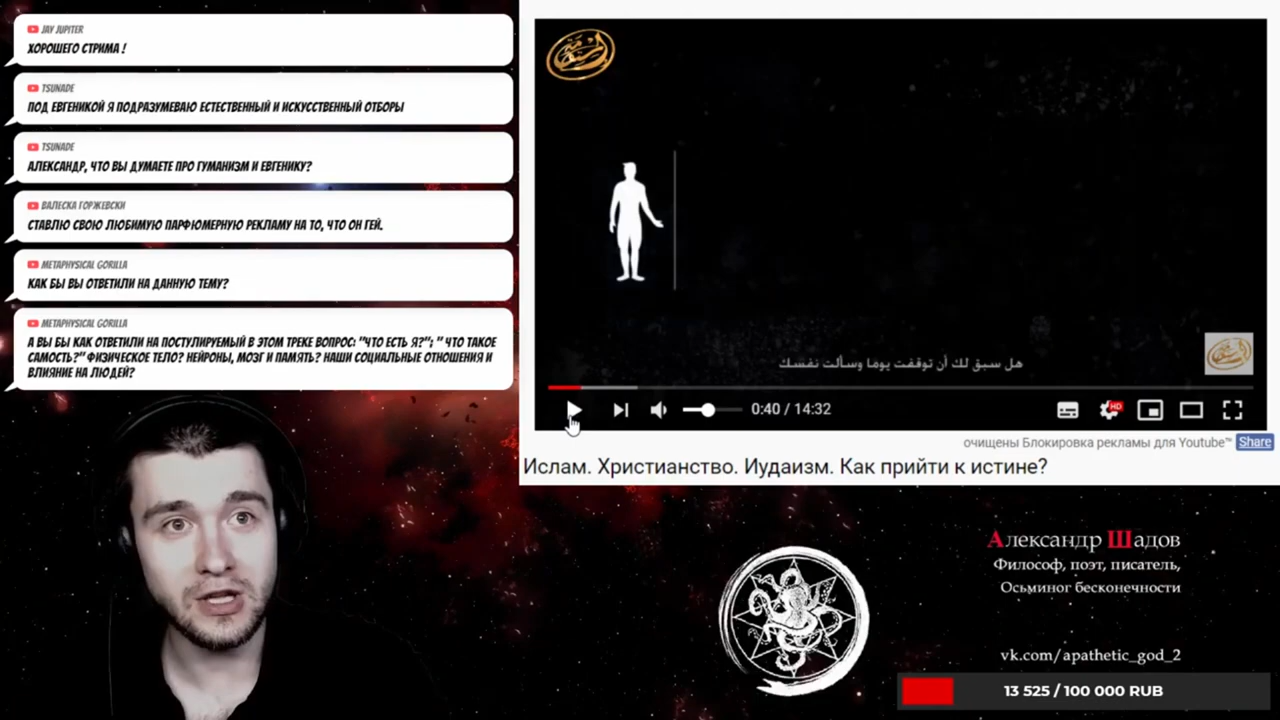 JAY JUPITER
ХОРОШЕГО СТРИМА !
TSUNADE
ПОД ЕВГЕНИКОЙ Я ПОДРАЗУМЕВАЮ ЕСТЕСТВЕННЫЙ И ИСКУССТВЕННЫЙ ОТБОРЫ
TSUNADE
АЛЕКСАНДР, ЧТО ВЫ ДУМАЕТЕ ПРО ГУМАНИЗМ И ЕВГЕНИКУ?
ВАЛЕСКА ГОРЖЕВСКИ
СТАВЛЮ СВОЮ ЛЮБИМУЮ ПАРФЮМЕРНУЮ РЕКЛАМУ НА ТО, ЧТО ОН ГЕЙ.
METAPHYSICAL GORILLA
КАК БЫ ВЫ ОТВЕТИЛИ НА ДАННУЮ ТЕМУ?
METAPHYSICAL GORILLA
А ВЫ БЫ КАК ОТВЕТИЛИ НА ПОСТУЛИРУЕМЫЙ В ЭТОМ ТРЕКЕ ВОПРОС: "ЧТО ЕСТЬ Я?"; " ЧТО ТАКОЕ
САМОСТЬ?" ФИЗИЧЕСКОЕ ТЕЛО? НЕЙРОНЫ, МОЗГ И ПАМЯТЬ? НАШИ СОЦИАЛЬНЫЕ ОТНОШЕНИЯ И
ВЛИЯНИЕ НА ЛЮДЕЙ?
هل سبق لك أن توقفت يوما وسألت نفسك
0:40 / 14:32
HD
очищены Блокировка рекламы для Youtube™ Share
Ислам. Христианство. Иудаизм. Как прийти к истине?
Александр Шадов
Философ, поэт, писатель,
Осьминог бесконечности
vk.com/apathetic_god_2
13 525 / 100 000 RUB